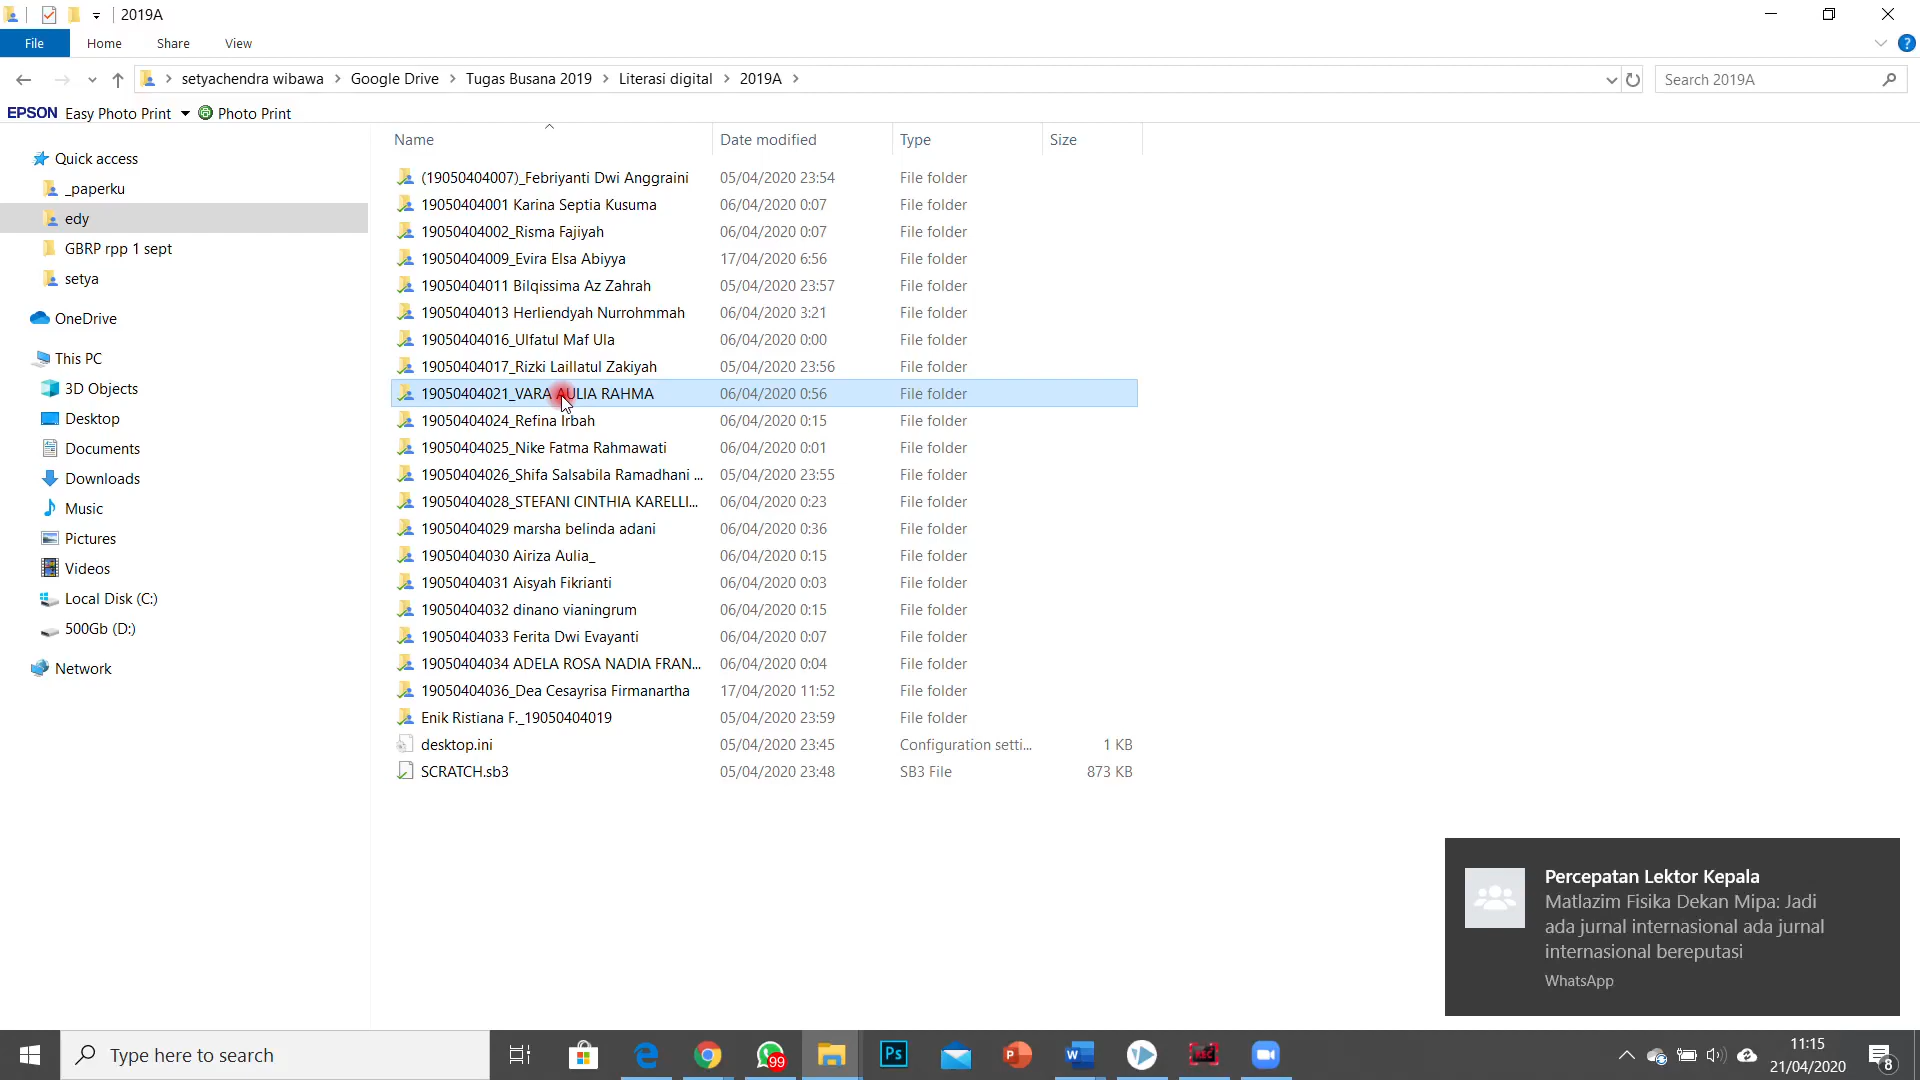 2019A
File Home Share View
setyachendra wibawa Google Drive Tugas Busana 2019 Literasi digital 2019A
Search 2019A
EPSON Easy Photo Print Photo Print
Quick access
_paperku
edy
GBRP rpp 1 sept
setya
OneDrive
This PC
3D Objects
Desktop
Documents
Downloads
Music
Pictures
Videos
Local Disk (C:)
500Gb (D:)
Network
Name Date modified Type Size
(19050404007)_Febriyanti Dwi Anggraini 05/04/2020 23:54 File folder
19050404001 Karina Septia Kusuma 06/04/2020 0:07 File folder
19050404002_Risma Fajiyah 06/04/2020 0:07 File folder
19050404009_Evira Elsa Abiyya 17/04/2020 6:56 File folder
19050404011 Bilqissima Az Zahrah 05/04/2020 23:57 File folder
19050404013 Herliendyah Nurrohmmah 06/04/2020 3:21 File folder
19050404016_Ulfatul Maf Ula 06/04/2020 0:00 File folder
19050404017_Rizki Laillatul Zakiyah 05/04/2020 23:56 File folder
19050404021_VARA AULIA RAHMA 06/04/2020 0:56 File folder
19050404024_Refina Irbah 06/04/2020 0:15 File folder
19050404025_Nike Fatma Rahmawati 06/04/2020 0:01 File folder
19050404026_Shifa Salsabila Ramadhani ... 05/04/2020 23:55 File folder
19050404028_STEFANI CINTHIA KARELLI... 06/04/2020 0:23 File folder
19050404029 marsha belinda adani 06/04/2020 0:36 File folder
19050404030 Airiza Aulia_ 06/04/2020 0:15 File folder
19050404031 Aisyah Fikrianti 06/04/2020 0:03 File folder
19050404032 dinano vianingrum 06/04/2020 0:15 File folder
19050404033 Ferita Dwi Evayanti 06/04/2020 0:07 File folder
19050404034 ADELA ROSA NADIA FRAN... 06/04/2020 0:04 File folder
19050404036_Dea Cesayrisa Firmanartha 17/04/2020 11:52 File folder
Enik Ristiana F._19050404019 05/04/2020 23:59 File folder
desktop.ini 05/04/2020 23:45 Configuration setti... 1 KB
SCRATCH.sb3 05/04/2020 23:48 SB3 File 873 KB
Percepatan Lektor Kepala
Matlazim Fisika Dekan Mipa: Jadi
ada jurnal internasional ada jurnal
internasional bereputasi
WhatsApp
Type here to search
99
Ps
P
W
REC
11:15
21/04/2020
8